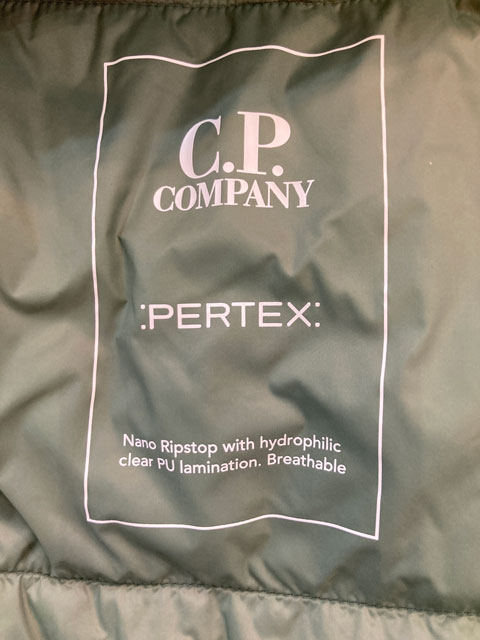 C.P.
COMPANY
:PERTEX:
Nano Ripstop with hydrophilic
clear PU lamination. Breathable